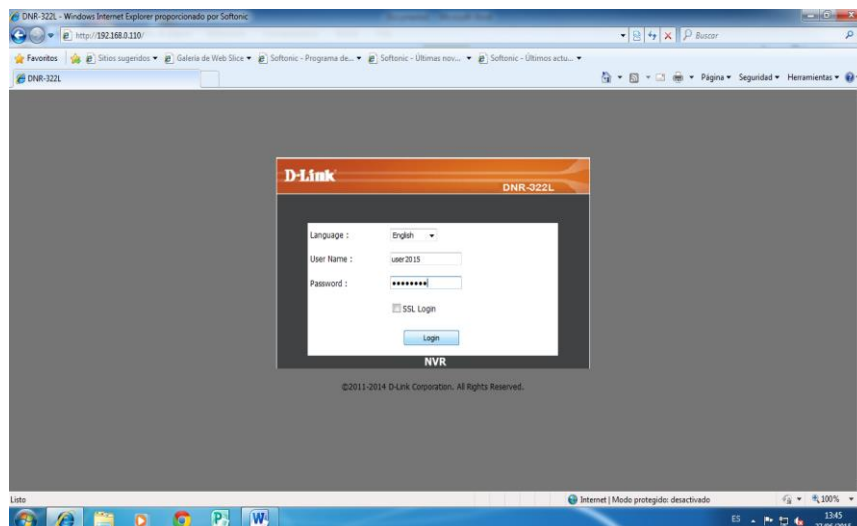 DNR-322L - Windows Internet Explorer proporcionado por Softonic
http://192.168.0.110/
Buscar
Favoritos Sitios sugeridos Galería de Web Slice Softonic - Programa de... Softonic - Últimas nov... Softonic - Últimos actu...
DNR-322L
Página Seguridad Herramientas
D-Link
DNR-322L
Language : English
User Name : user2015
Password : ••••••••
SSL Login
Login
NVR
©2011-2014 D-Link Corporation. All Rights Reserved.
Listo Internet | Modo protegido: desactivado 100%
ES 13:45